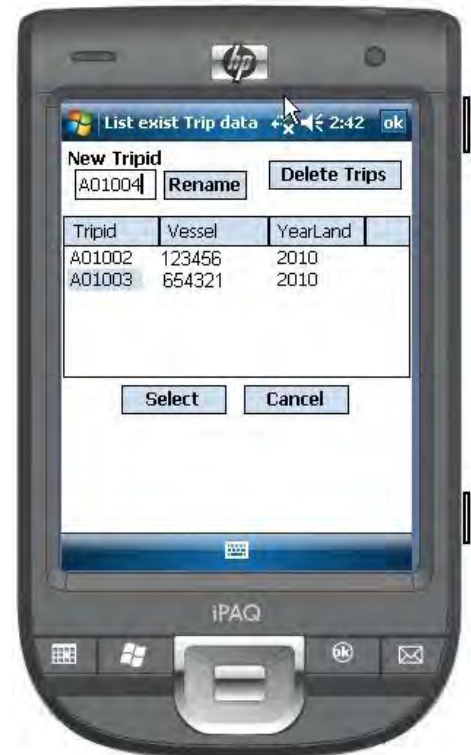 hp
List exist Trip data 2:42 ok
New Tripid
A01004 Rename Delete Trips
Tripid Vessel YearLand
A01002 123456 2010
A01003 654321 2010
Select Cancel
iPAQ
ok